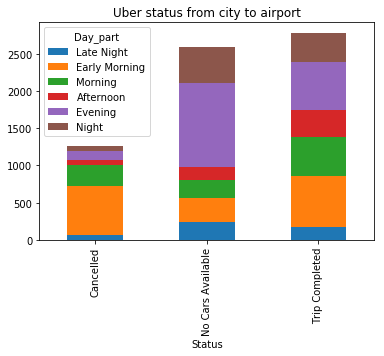 Uber status from city to airport
Day_part
Late Night
Early Morning
Morning
Afternoon
Evening
Night
2500
2000
1500
1000
500
0
Cancelled
No Cars Available
Trip Completed
Status